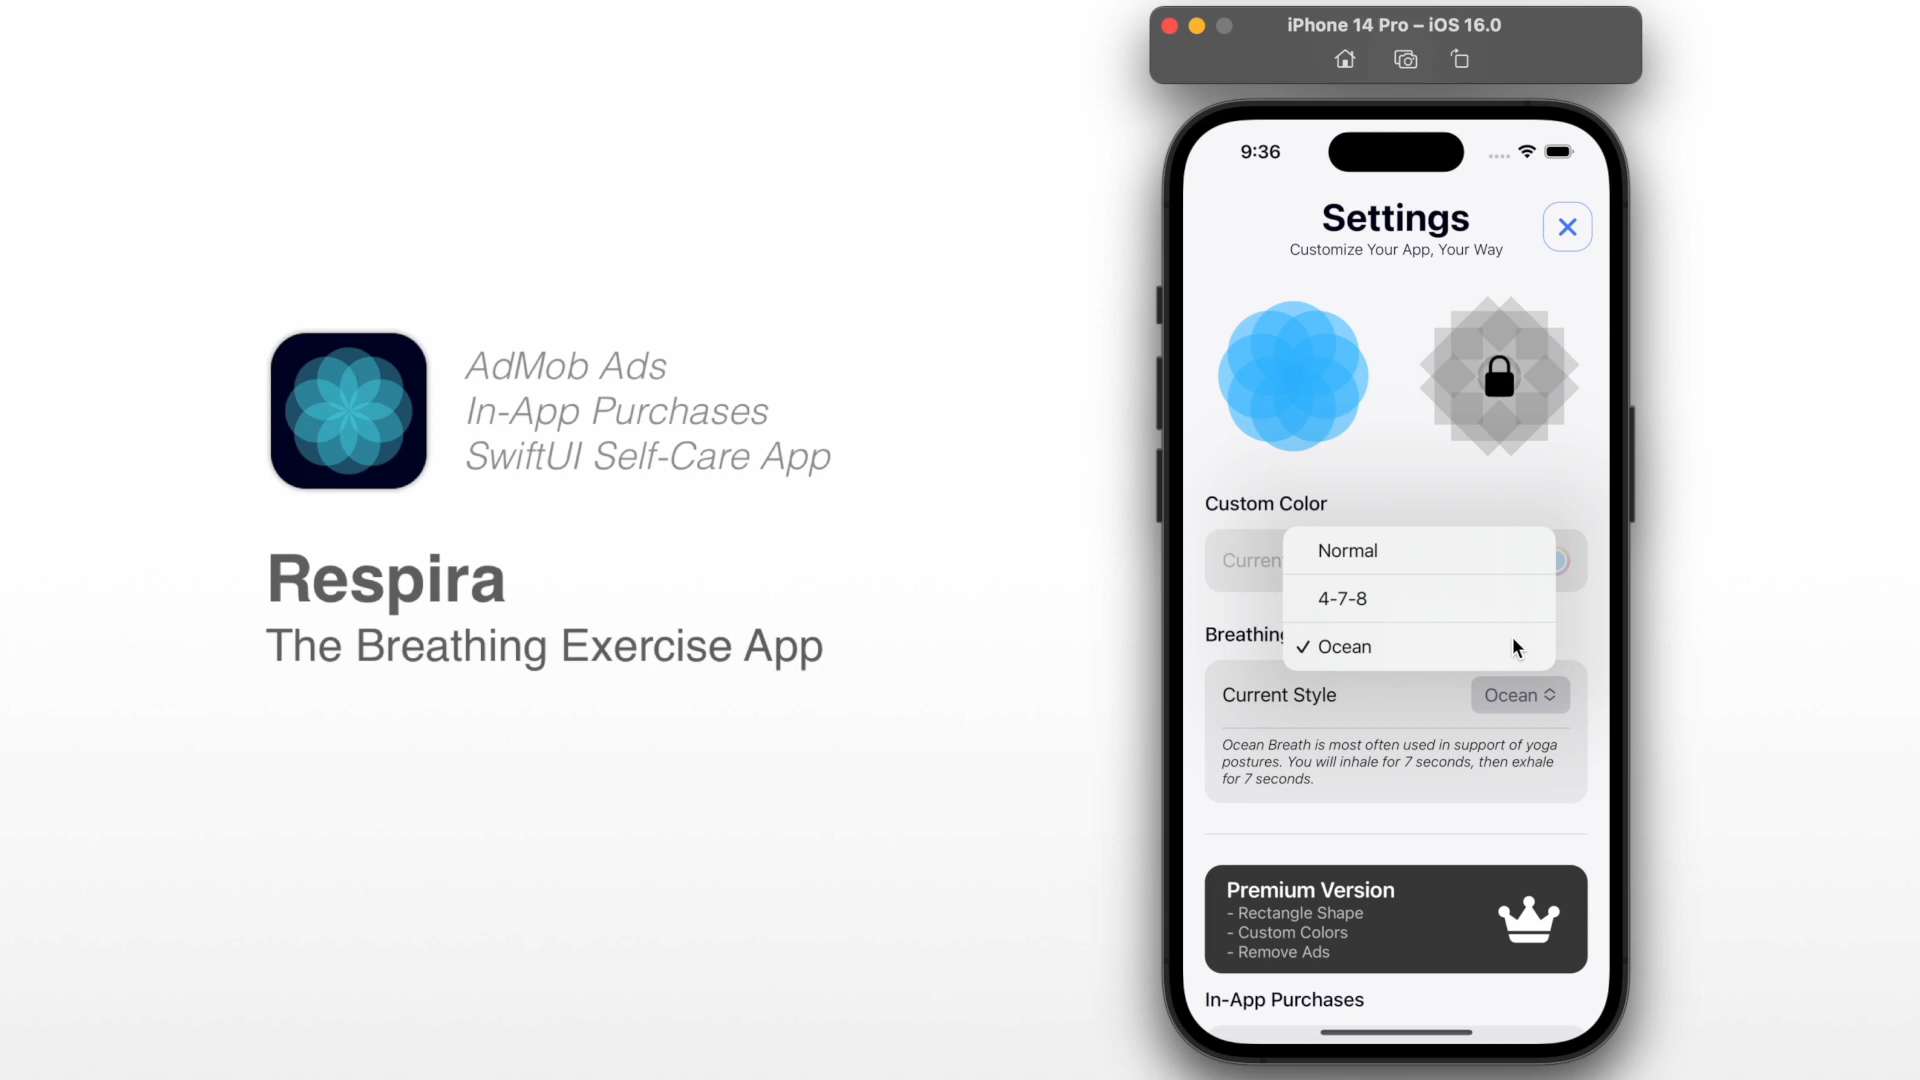 AdMob Ads
In-App Purchases
SwiftUI Self-Care App
Respira
The Breathing Exercise App
iPhone 14 Pro – iOS 16.0
9:36
Settings
Customize Your App, Your Way
Custom Color
Curren
Normal
4-7-8
✓ Ocean
Breathing
Current Style
Ocean
Ocean Breath is most often used in support of yoga
postures. You will inhale for 7 seconds, then exhale
for 7 seconds.
Premium Version
- Rectangle Shape
- Custom Colors
- Remove Ads
In-App Purchases